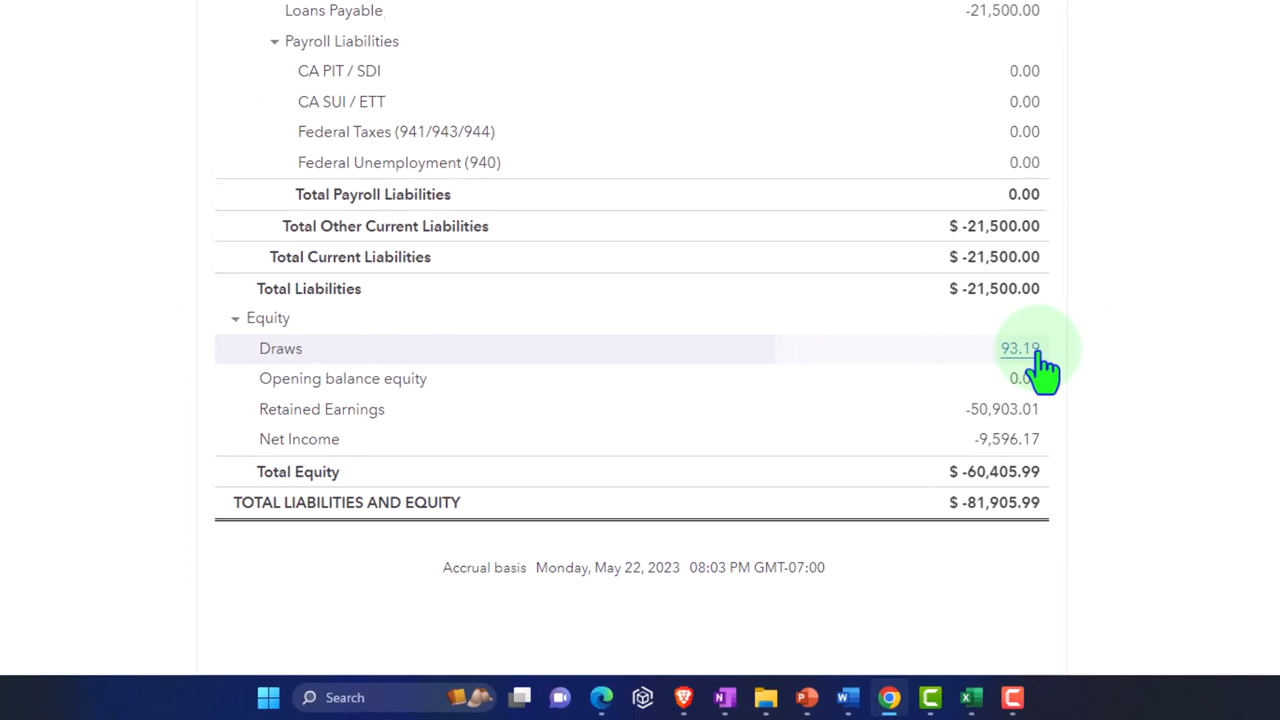 Loans Payable -21,500.00
Payroll Liabilities
CA PIT / SDI 0.00
CA SUI / ETT 0.00
Federal Taxes (941/943/944) 0.00
Federal Unemployment (940) 0.00
Total Payroll Liabilities 0.00
Total Other Current Liabilities $ -21,500.00
Total Current Liabilities $ -21,500.00
Total Liabilities $ -21,500.00
Equity
Draws 93.19
Opening balance equity
Retained Earnings -50,903.01
Net Income -9,596.17
Total Equity $ -60,405.99
TOTAL LIABILITIES AND EQUITY $ -81,905.99
Accrual basis Monday, May 22, 2023 08:03 PM GMT-07:00
Search